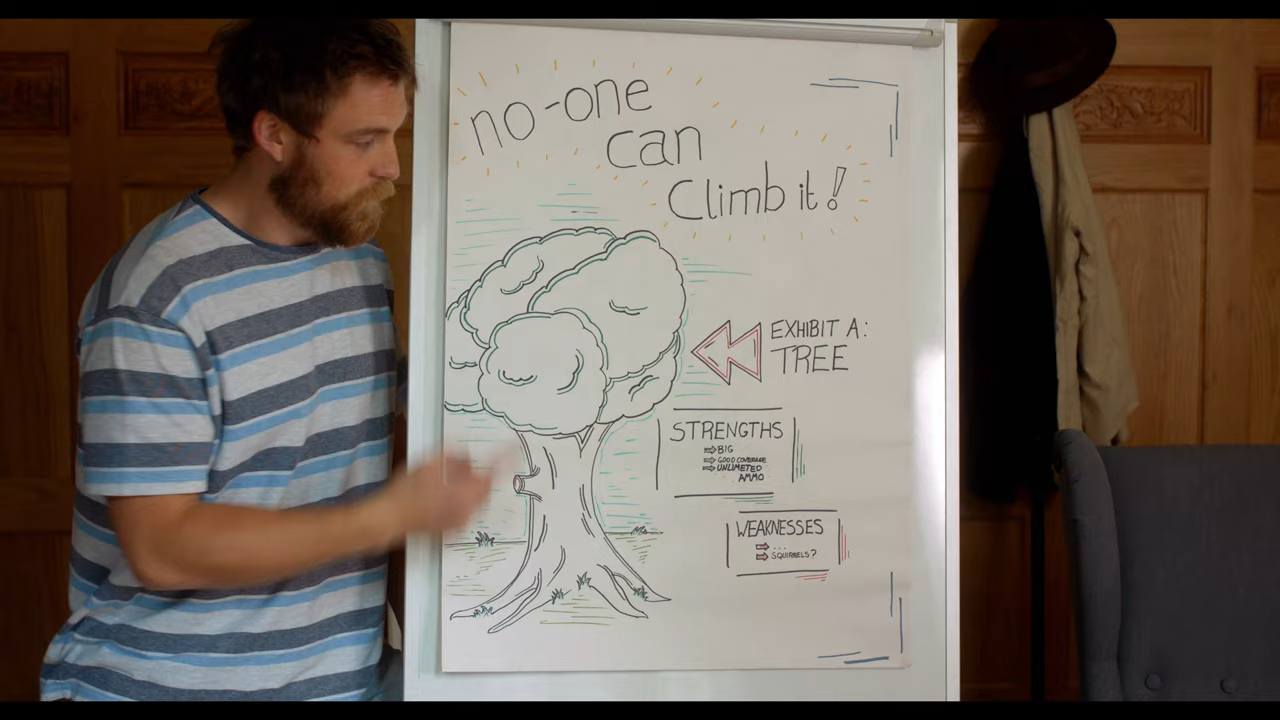 no-one
can
Climb it!
EXHIBIT A:
TREE
STRENGTHS
BIG
GOOD COVERAGE
UNLIMETED
AMMO
WEAKNESSES
...
SQUIRRELS?